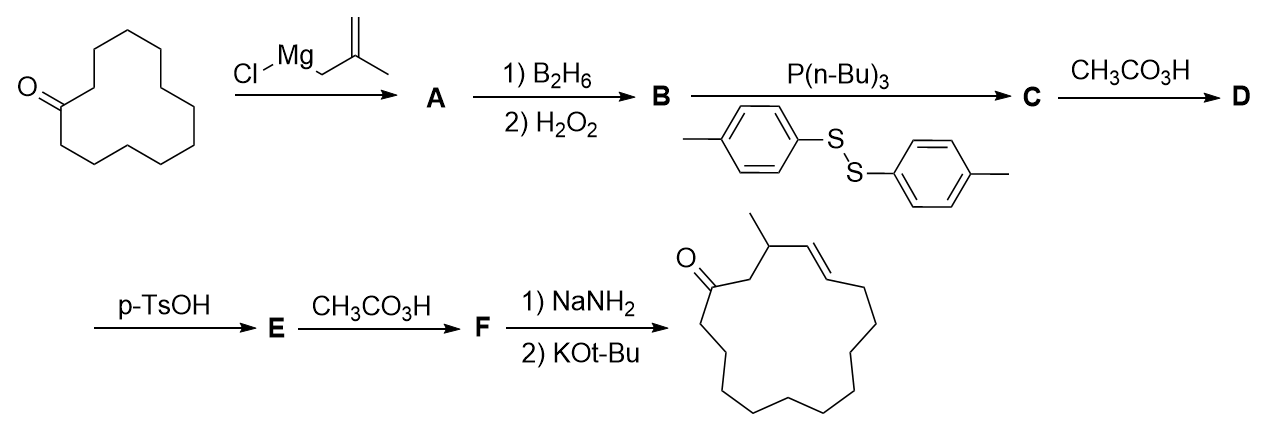 O
Cl Mg
A
1) B₂H₆
2) H₂O₂
B
P(n-Bu)₃
S
S
C
CH₃CO₃H
D
p-TsOH
E
CH₃CO₃H
F
1) NaNH₂
2) KOt-Bu
O